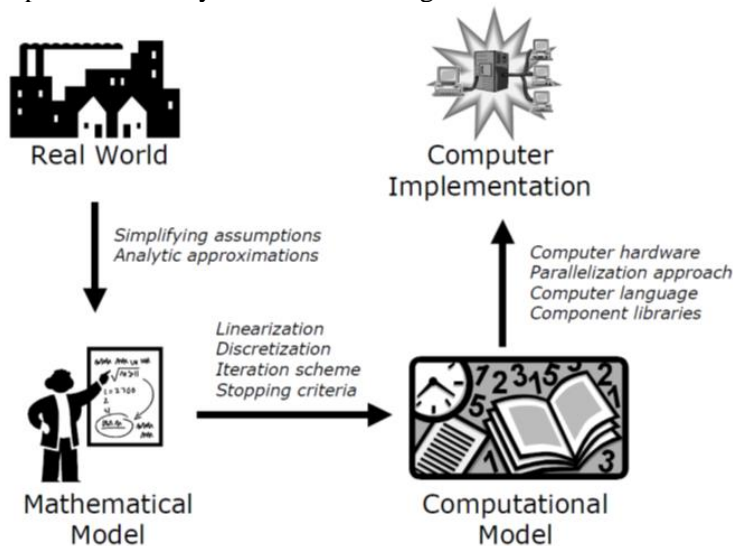 Real World
Computer
Implementation
Simplifying assumptions
Analytic approximations
Computer hardware
Parallelization approach
Computer language
Component libraries
Linearization
Discretization
Iteration scheme
Stopping criteria
Mathematical
Model
Computational
Model